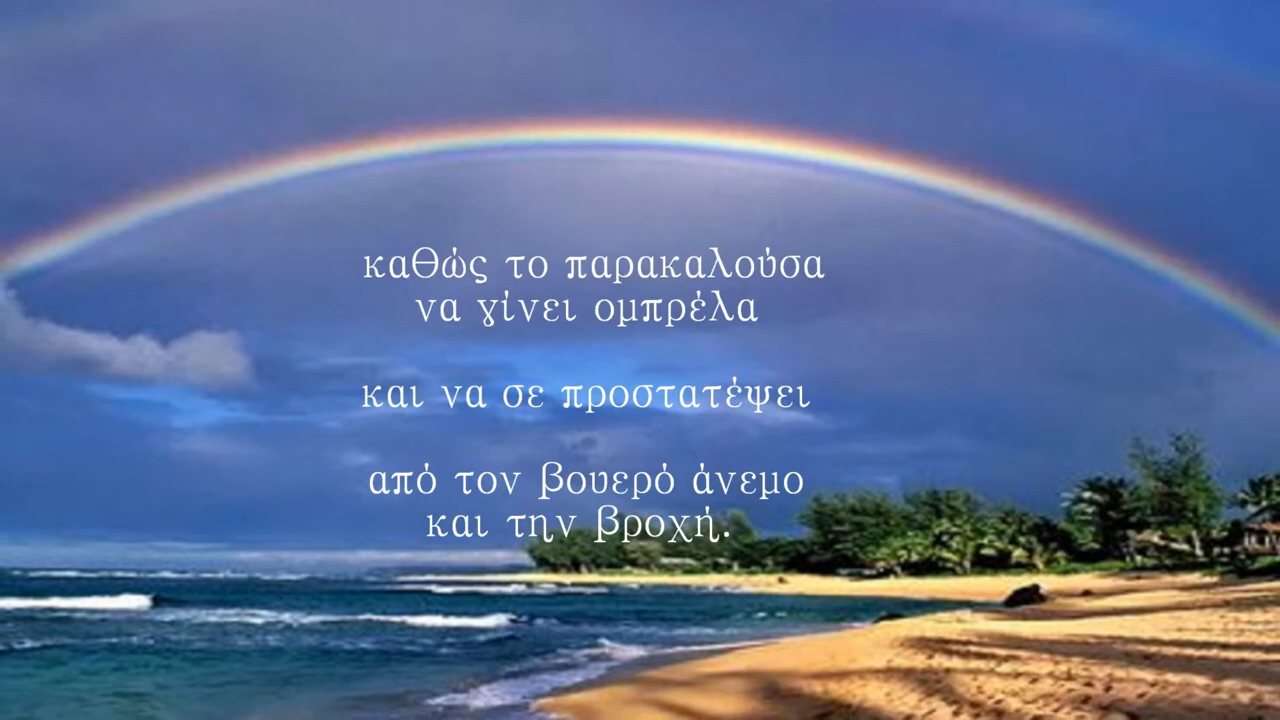 καθώς το παρακαλούσα
να γίνει ομπρέλα
και να σε προστατέψει
από τον βουερό άνεμο
και την βροχή.